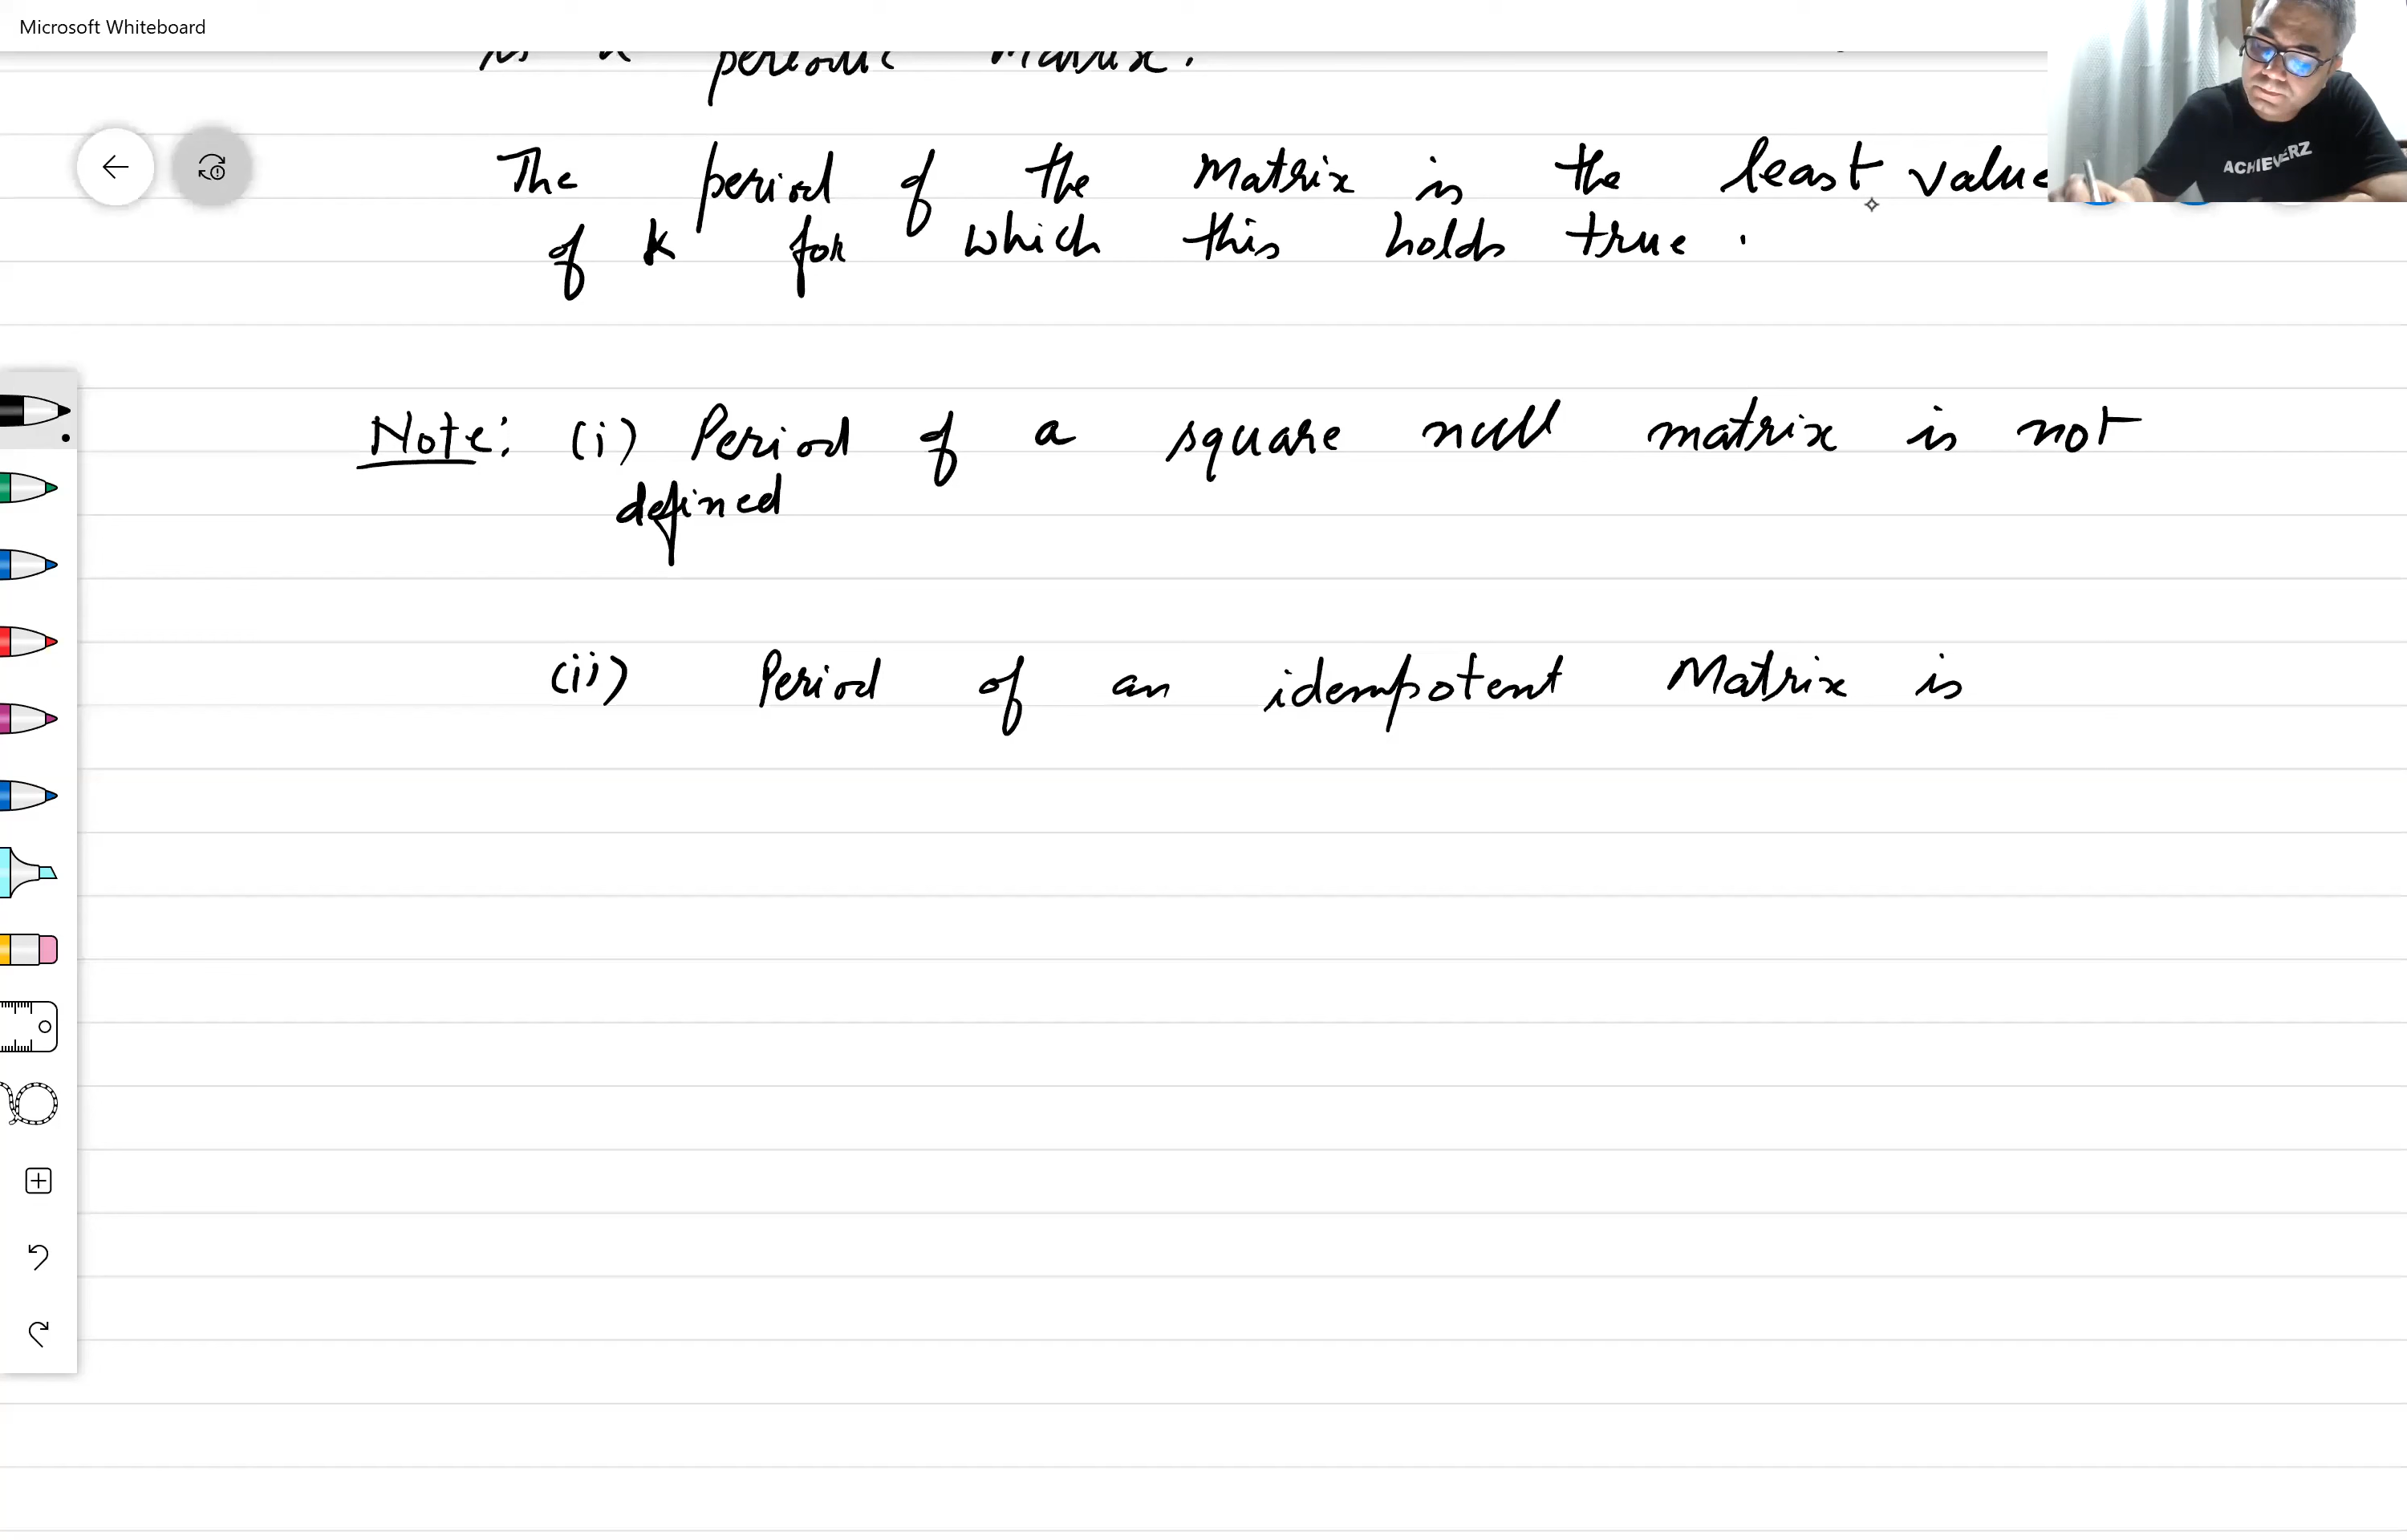 Microsoft Whiteboard
is a periodic Matrix.
The period of the Matrix is the least value
of k for which this holds true.
ACHIEVERZ
Note: (i) Period of a square null matrix is not
defined
(ii) Period of an idempotent Matrix is